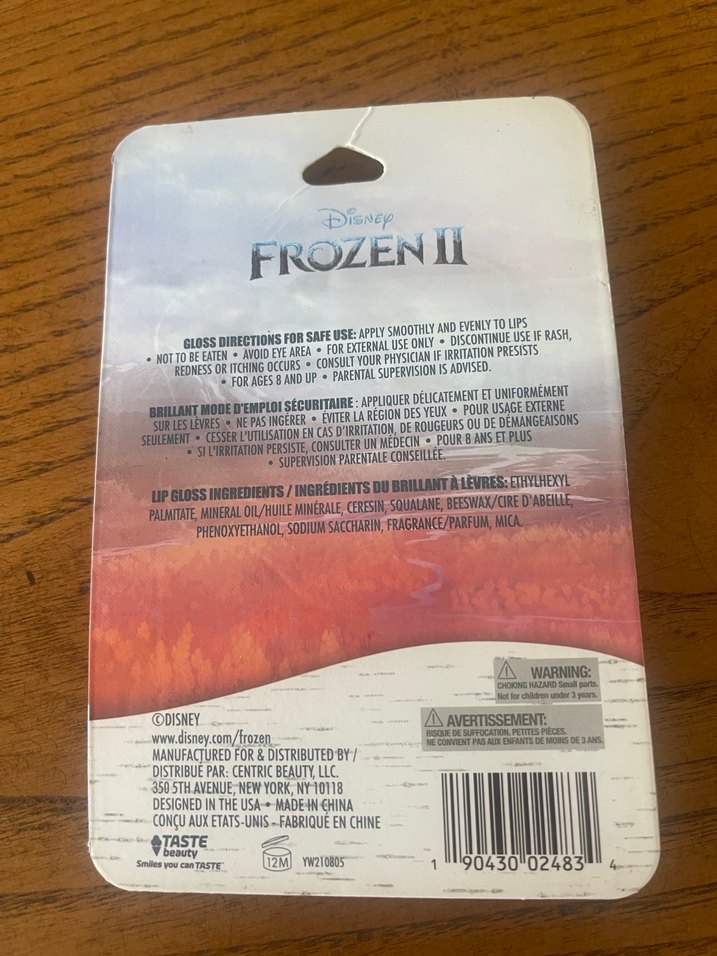 Disney
FROZEN II
GLOSS DIRECTIONS FOR SAFE USE: APPLY SMOOTHLY AND EVENLY TO LIPS
• NOT TO BE EATEN • AVOID EYE AREA • FOR EXTERNAL USE ONLY • DISCONTINUE USE IF RASH,
REDNESS OR ITCHING OCCURS • CONSULT YOUR PHYSICIAN IF IRRITATION PRESISTS
• FOR AGES 8 AND UP • PARENTAL SUPERVISION IS ADVISED.
BRILLANT MODE D'EMPLOI SÉCURITAIRE : APPLIQUER DÉLICATEMENT ET UNIFORMÉMENT
SUR LES LÈVRES • NE PAS INGÉRER • ÉVITER LA RÉGION DES YEUX • POUR USAGE EXTERNE
SEULEMENT • CESSER L'UTILISATION EN CAS D'IRRITATION, DE ROUGEURS OU DE DÉMANGEAISONS
• SI L'IRRITATION PERSISTE, CONSULTER UN MÉDECIN • POUR 8 ANS ET PLUS
• SUPERVISION PARENTALE CONSEILLÉE.
LIP GLOSS INGREDIENTS / INGRÉDIENTS DU BRILLANT À LÈVRES: ETHYLHEXYL
PALMITATE, MINERAL OIL/HUILE MINÉRALE, CERESIN, SQUALANE, BEESWAX/CIRE D'ABEILLE,
PHENOXYETHANOL, SODIUM SACCHARIN, FRAGRANCE/PARFUM, MICA.
WARNING:
CHOKING HAZARD Small parts.
Not for children under 3 years.
AVERTISSEMENT:
RISQUE DE SUFFOCATION. PETITES PIÈCES.
NE CONVIENT PAS AUX ENFANTS DE MOINS DE 3 ANS.
©DISNEY
www.disney.com/frozen
MANUFACTURED FOR & DISTRIBUTED BY /
DISTRIBUÉ PAR: CENTRIC BEAUTY, LLC.
350 5TH AVENUE, NEW YORK, NY 10118
DESIGNED IN THE USA • MADE IN CHINA
CONÇU AUX ETATS-UNIS - FABRIQUÉ EN CHINE
TASTE
beauty
Smiles you can TASTE™
12M
YW210805
1 90430 02483 4